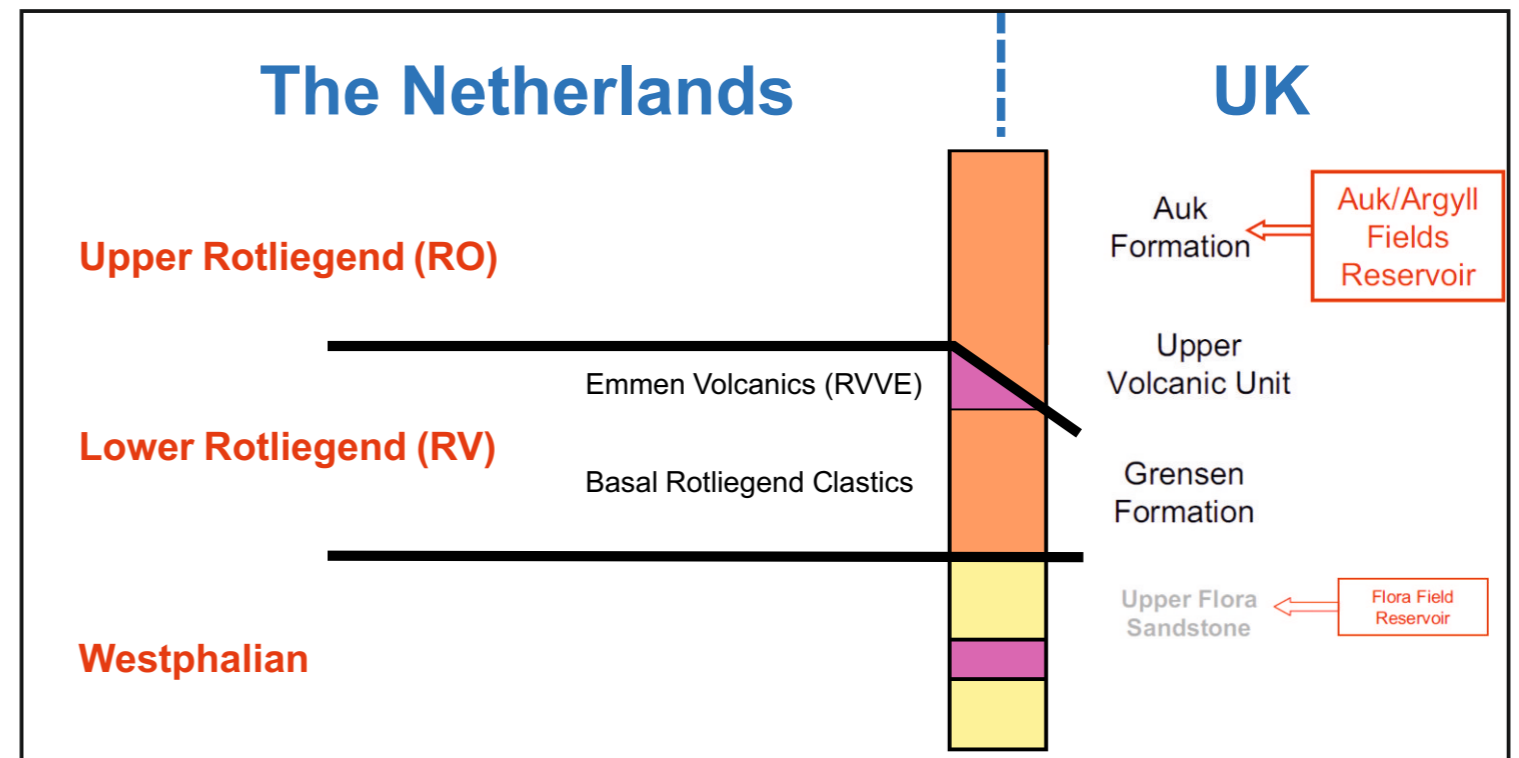 The Netherlands
UK
Auk
Formation
Auk/Argyll
Fields
Reservoir
Upper Rotliegend (RO)
Upper
Volcanic Unit
Emmen Volcanics (RVVE)
Lower Rotliegend (RV)
Basal Rotliegend Clastics
Grensen
Formation
Upper Flora
Sandstone
Flora Field
Reservoir
Westphalian